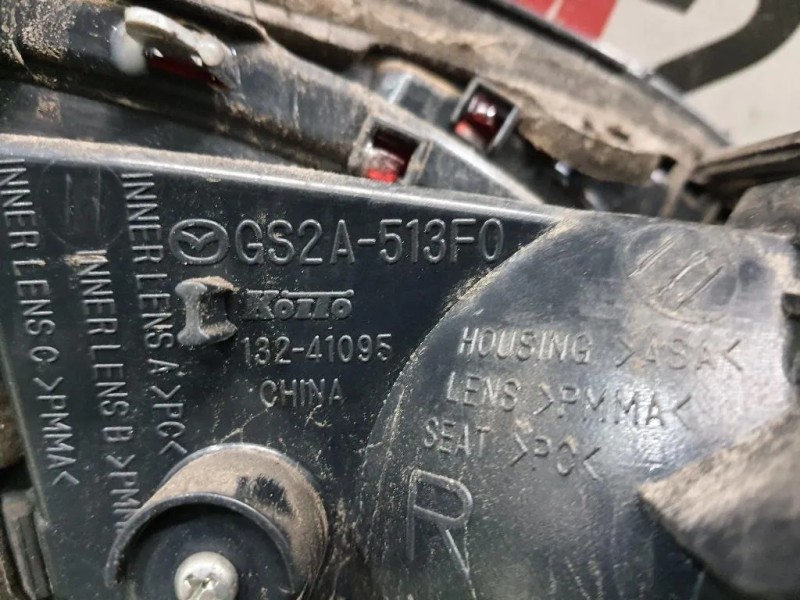 GS2A-513F0
KOITO
132-41095
CHINA
HOUSING >ASA<
LENS >PMMA<
SEAT >PC<
R
INNER LENS A >PC<
INNER LENS B
INNER LENS C >PMMA<